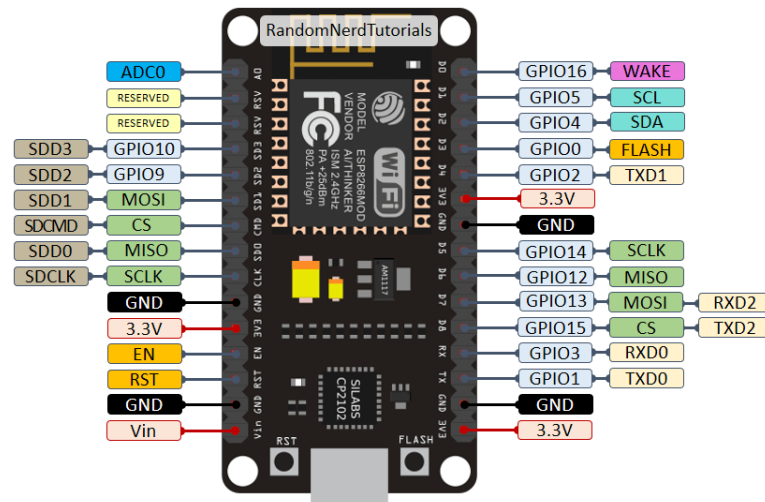 RandomNerdTutorials
ADC0
RESERVED
RESERVED
SDD3 GPIO10
SDD2 GPIO9
SDD1 MOSI
SDCMD CS
SDD0 MISO
SDCLK SCLK
GND
3.3V
EN
RST
GND
Vin
A0
RSV
RSV
SD3
SD2
SD1
CMD
SD0
CLK
GND
3V3
EN
RST
GND
Vin
MODEL ESP8266MOD
VENDOR AI/THINKER
ISM 2.4GHz
PA +25dBm
802.11b/g/n
FC
Wi Fi
AM1117
SILABS
CP2102
RST
FLASH
D0
D1
D2
D3
D4
3V3
GND
D5
D6
D7
D8
RX
TX
GND
3V3
GPIO16 WAKE
GPIO5 SCL
GPIO4 SDA
GPIO0 FLASH
GPIO2 TXD1
3.3V
GND
GPIO14 SCLK
GPIO12 MISO
GPIO13 MOSI RXD2
GPIO15 CS TXD2
GPIO3 RXD0
GPIO1 TXD0
GND
3.3V